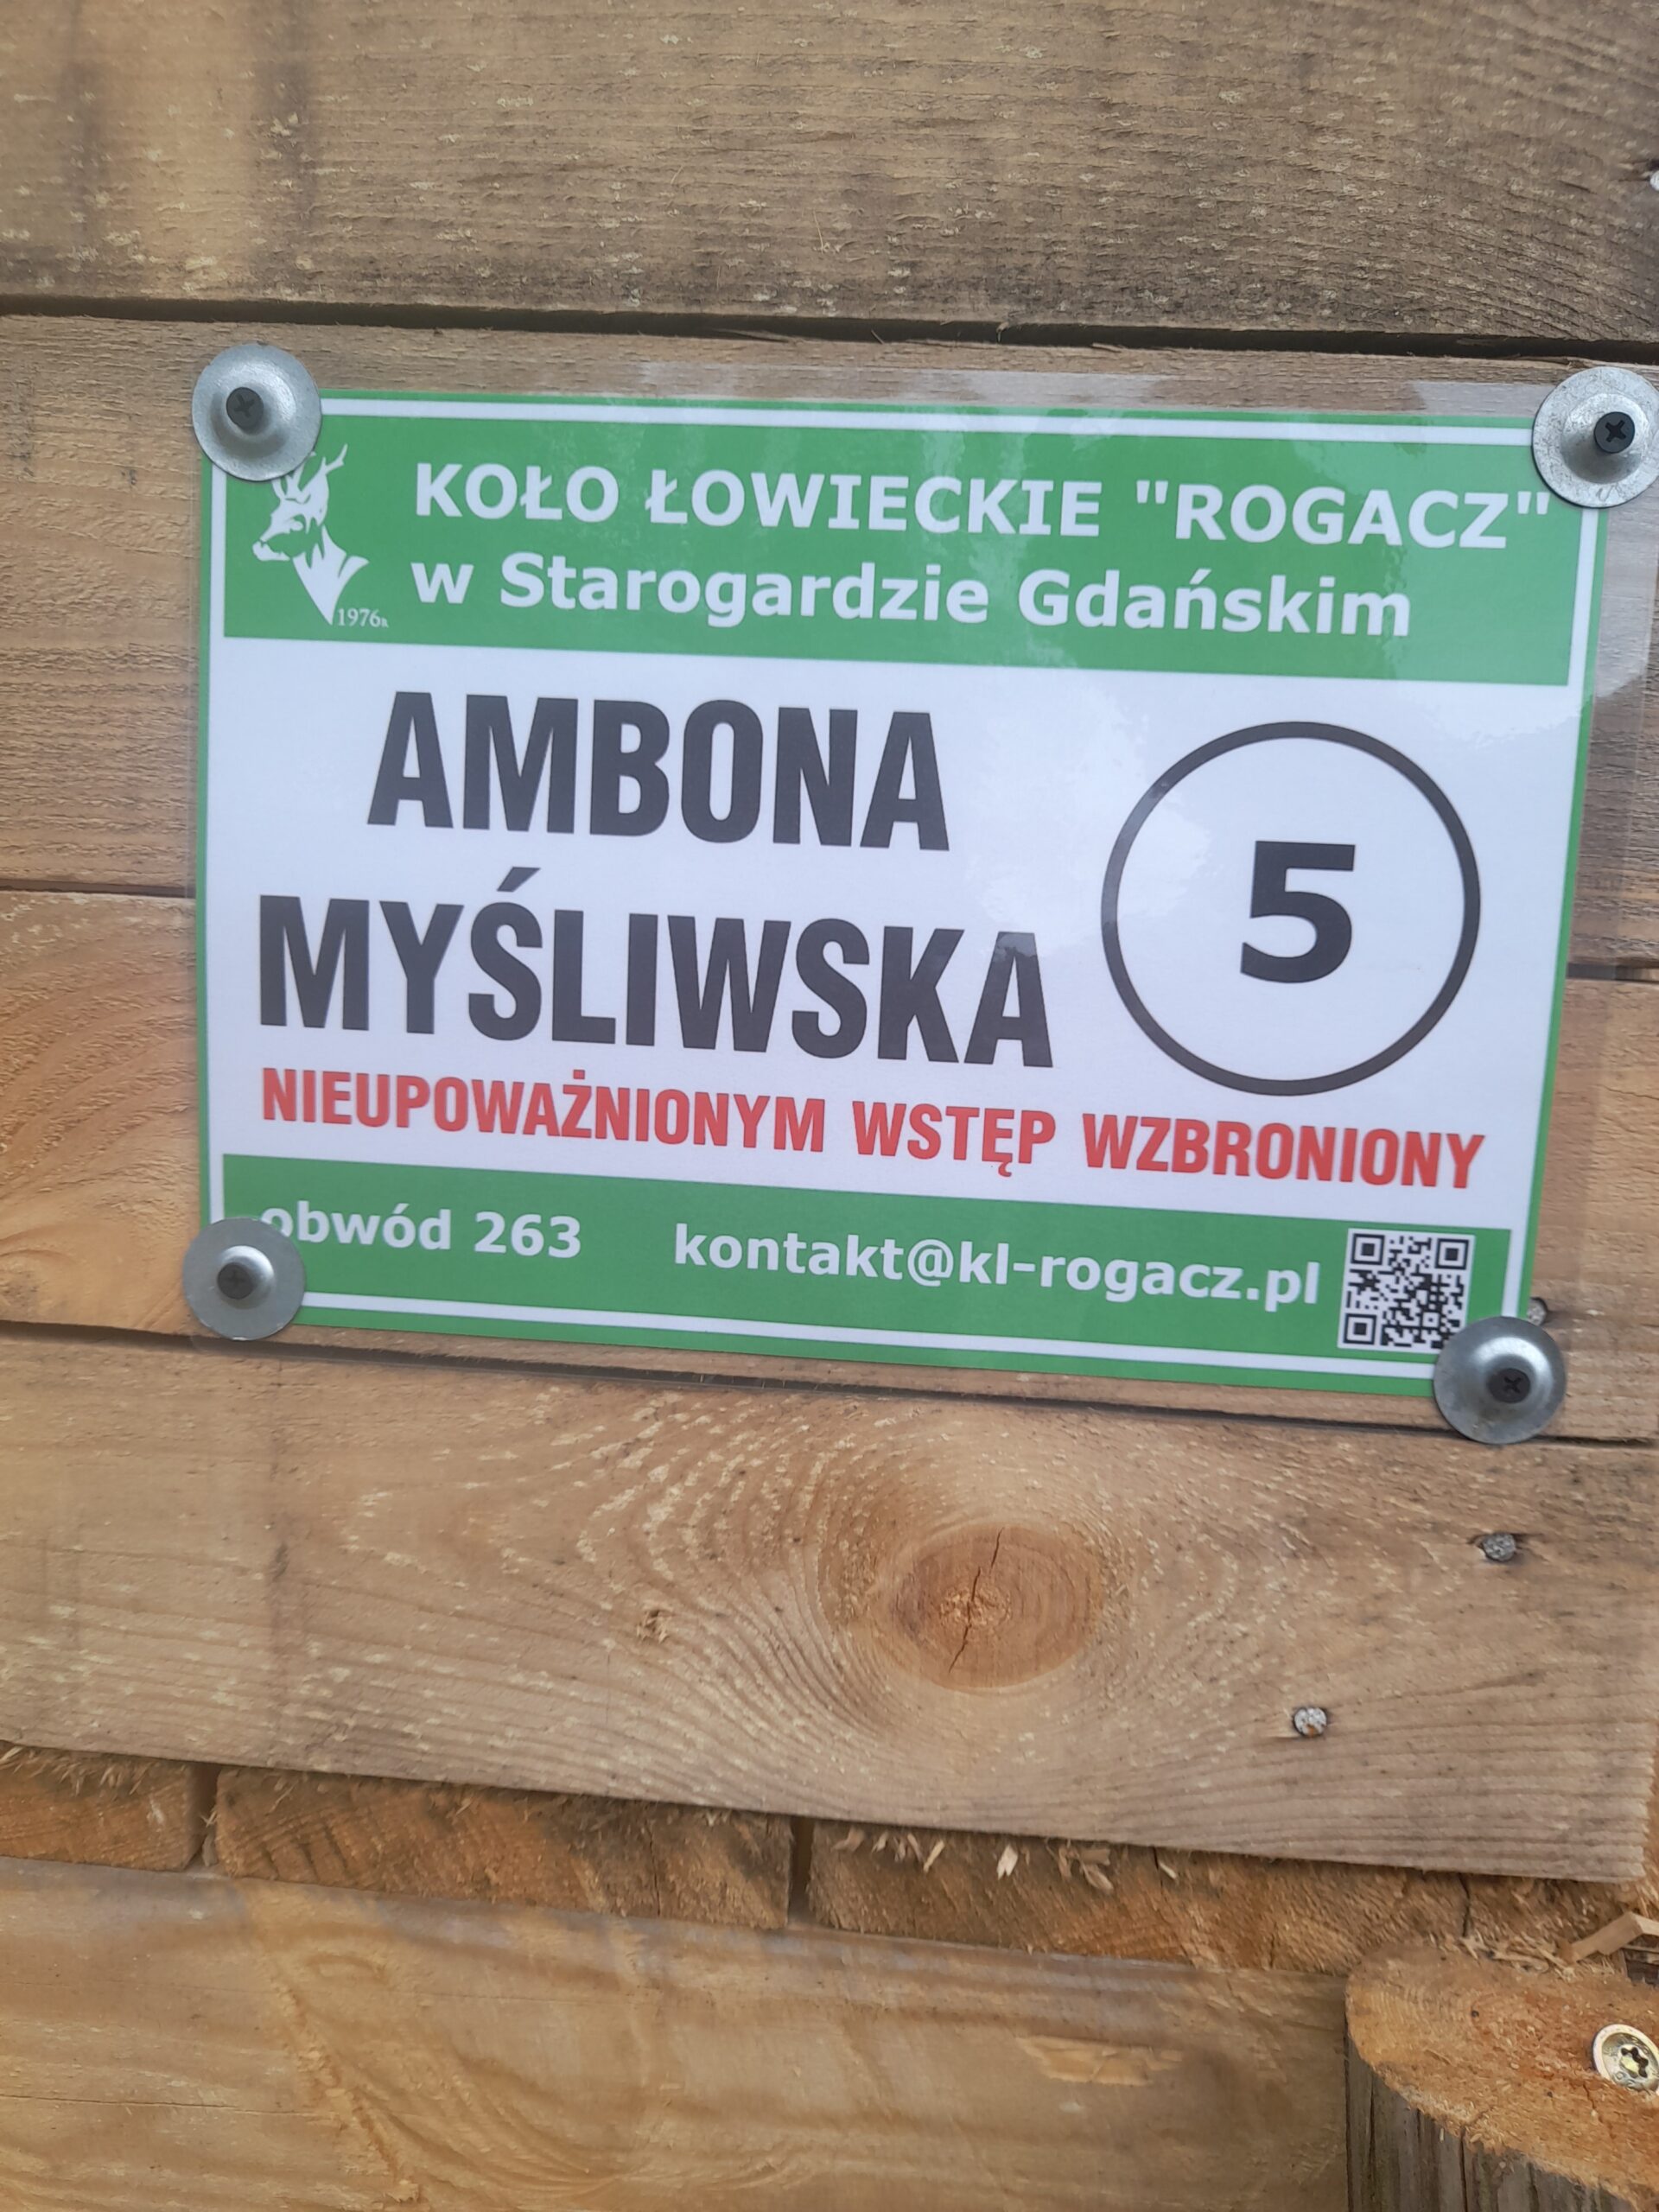 KOŁO ŁOWIECKIE "ROGACZ"
w Starogardzie Gdańskim
1976R.
AMBONA
MYŚLIWSKA
5
NIEUPOWAŻNIONYM WSTĘP WZBRONIONY
obwód 263 kontakt@kl-rogacz.pl